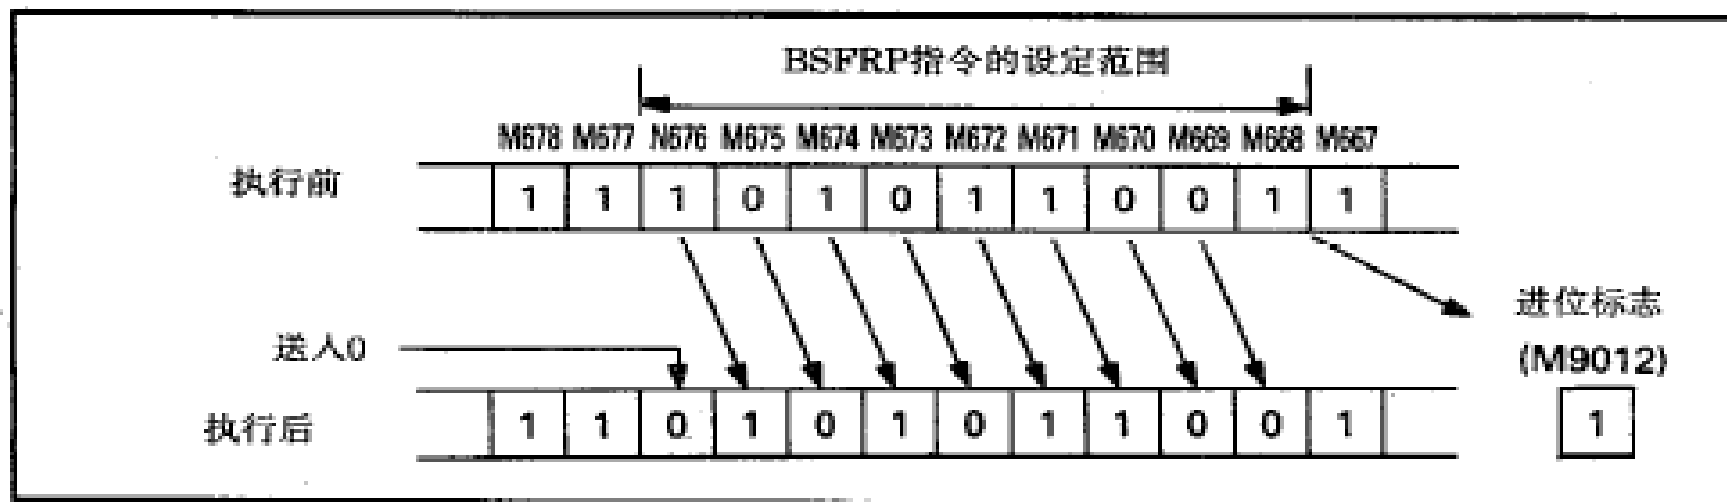 BSFRP指令的设定范围
M678 M677 N676 M675 M674 M673 M672 M671 M670 M669 M668 M667
执行前 1 1 1 0 1 0 1 1 0 0 1 1
进位标志
送人0
(M9012)
执行后 1 1 0 1 0 1 0 1 1 0 0 1 1